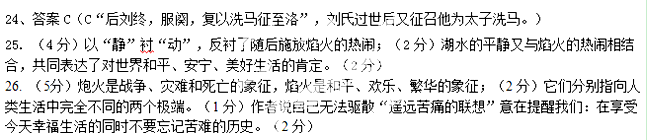 24、答案C（C“后刘终，服阕，复以洗马征至洛”，刘氏过世后又征召他为太子洗马。）
25. （4分）以“静”衬“动”，反衬了随后施放焰火的热闹；（2分）湖水的平静又与焰火的热闹相结
合，共同表达了对世界和平、安宁、美好生活的肯定。（2分）
26. （5分）炮火是战争、灾难和死亡的象征，焰火是和平、欢乐、繁华的象征；（2分）它们分别指向人
类生活中完全不同的两个极端。（1分）作者说自己无法驱散“遥远苦痛的联想”意在提醒我们：在享受
今天幸福生活的同时不要忘记苦难的历史。（2分）